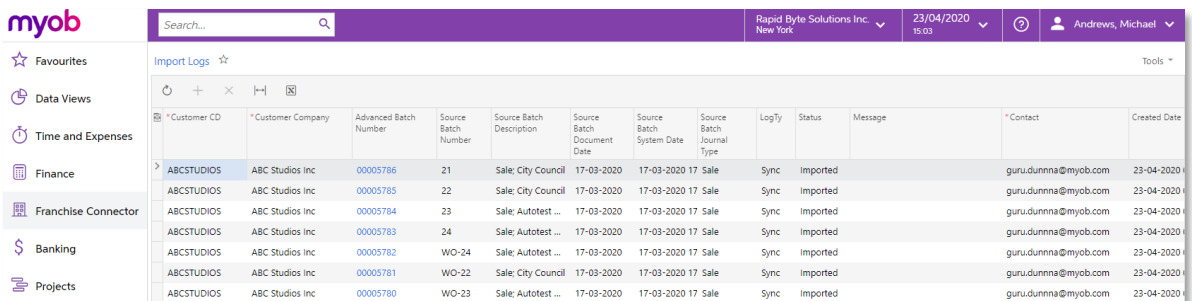 myob
Search...
Rapid Byte Solutions Inc.
New York
23/04/2020
15:03
Andrews, Michael
Favourites
Data Views
Time and Expenses
Finance
Franchise Connector
Banking
Projects
Import Logs
Tools
* Customer CD * Customer Company Advanced Batch Number Source Batch Number Source Batch Description Source Batch Document Date Source Batch System Date Source Batch Journal Type LogTy Status Message * Contact Created Date
ABCSTUDIOS ABC Studios Inc 00005786 21 Sale; City Council 17-03-2020 17-03-2020 17 Sale Sync Imported guru.dunnna@myob.com 23-04-2020
ABCSTUDIOS ABC Studios Inc 00005785 22 Sale; City Council 17-03-2020 17-03-2020 17 Sale Sync Imported guru.dunnna@myob.com 23-04-2020
ABCSTUDIOS ABC Studios Inc 00005784 23 Sale; Autotest ... 17-03-2020 17-03-2020 17 Sale Sync Imported guru.dunnna@myob.com 23-04-2020
ABCSTUDIOS ABC Studios Inc 00005783 24 Sale; Autotest ... 17-03-2020 17-03-2020 17 Sale Sync Imported guru.dunnna@myob.com 23-04-2020
ABCSTUDIOS ABC Studios Inc 00005782 WO-24 Sale; Autotest ... 17-03-2020 17-03-2020 17 Sale Sync Imported guru.dunnna@myob.com 23-04-2020
ABCSTUDIOS ABC Studios Inc 00005781 WO-22 Sale; City Council 17-03-2020 17-03-2020 17 Sale Sync Imported guru.dunnna@myob.com 23-04-2020
ABCSTUDIOS ABC Studios Inc 00005780 WO-23 Sale; Autotest ... 17-03-2020 17-03-2020 17 Sale Sync Imported guru.dunnna@myob.com 23-04-2020